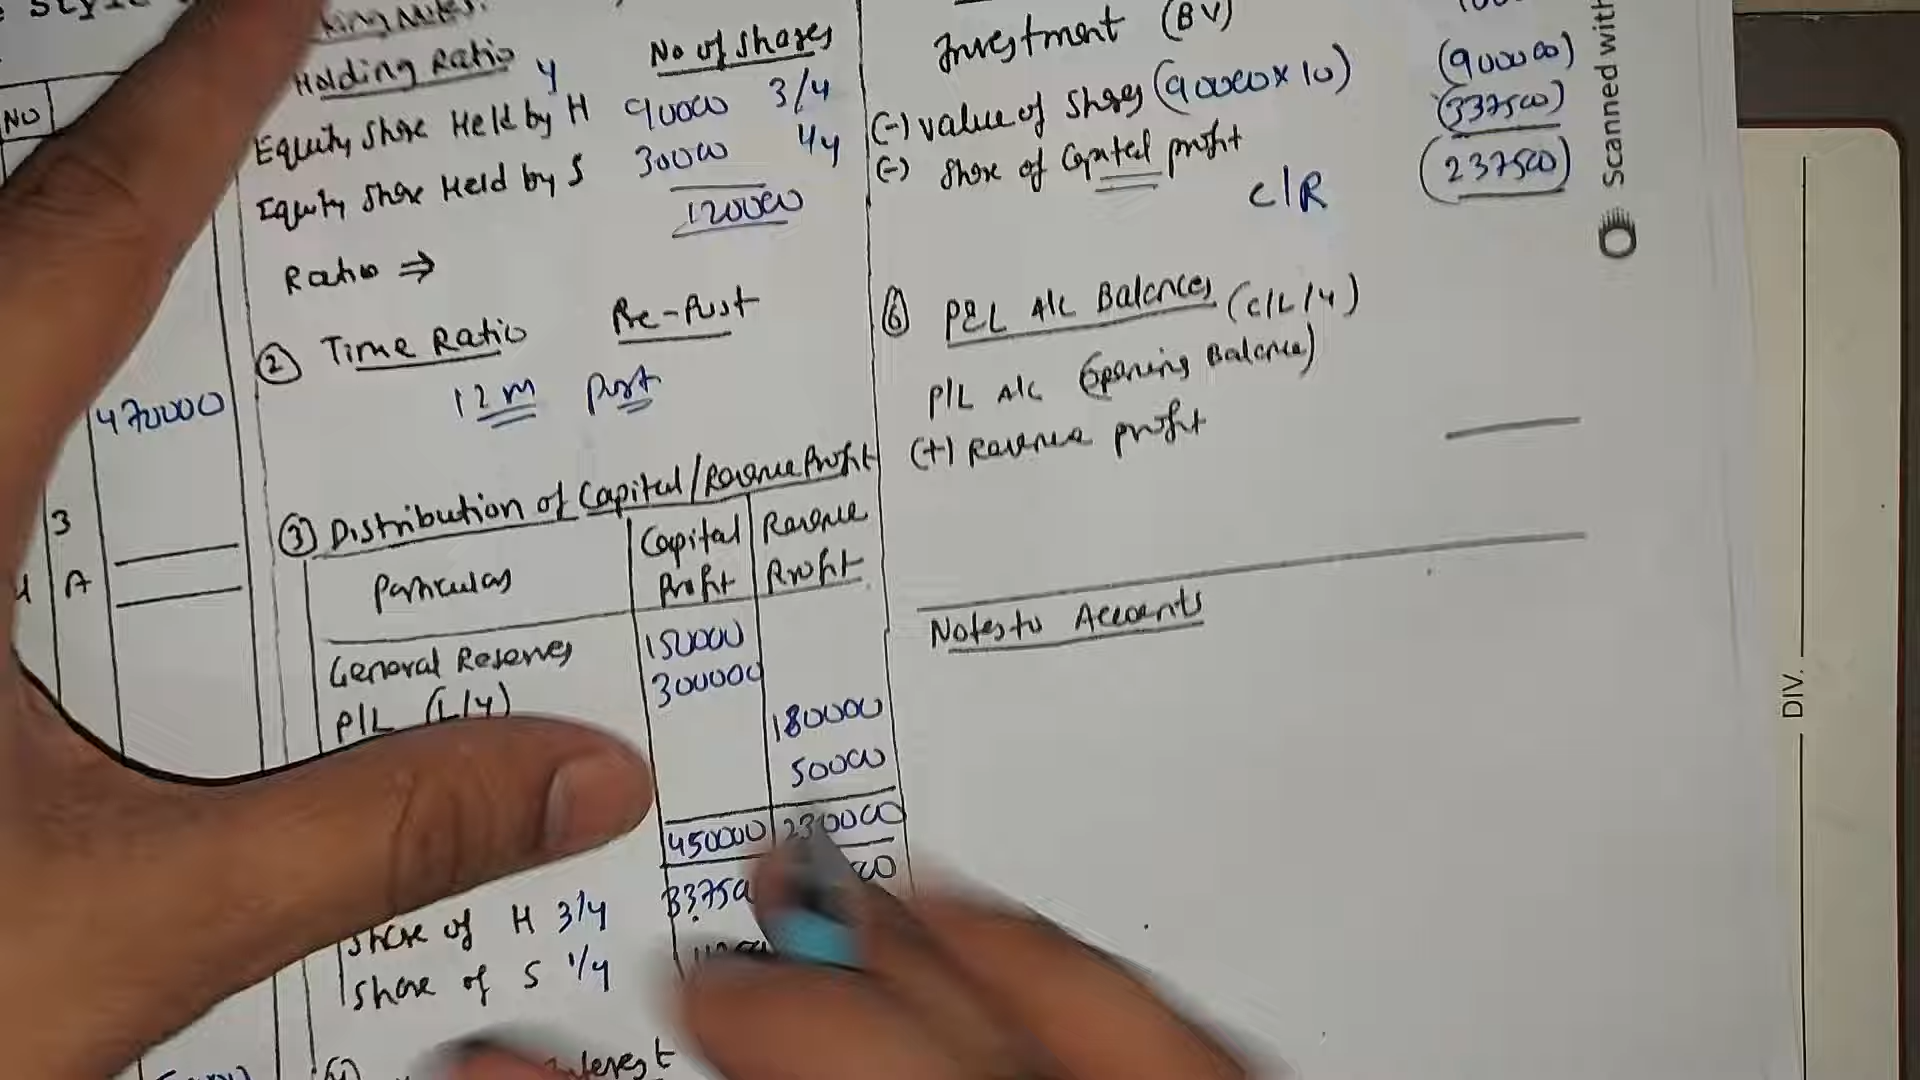 Holding Ratio
No of shares
Equity Share Held by H 90000 3/4
Equity Share Held by S 30000 1/4
120000
Ratio ⇒
② Time Ratio Pre-Post
12 m Post
③ Distribution of Capital/Revenue Profit
Particulas Capital Profit Revenue Profit
General Reserves 150000
P/L (L/Y) 300000
180000
50000
450000 230000
Share of H 3/4
Share of S 1/4
Investment (BV)
(-) value of Shares (90000 x 10) (900000)
(-) Share of Capital profit (337500)
C/R (237500)
⑥ P&L A/c Balances (C/L/Y)
P/L A/c (Opening Balance)
(+) Revenue profit
Notes to Accounts
NO
470000
3
A
Scanned with
DIV.